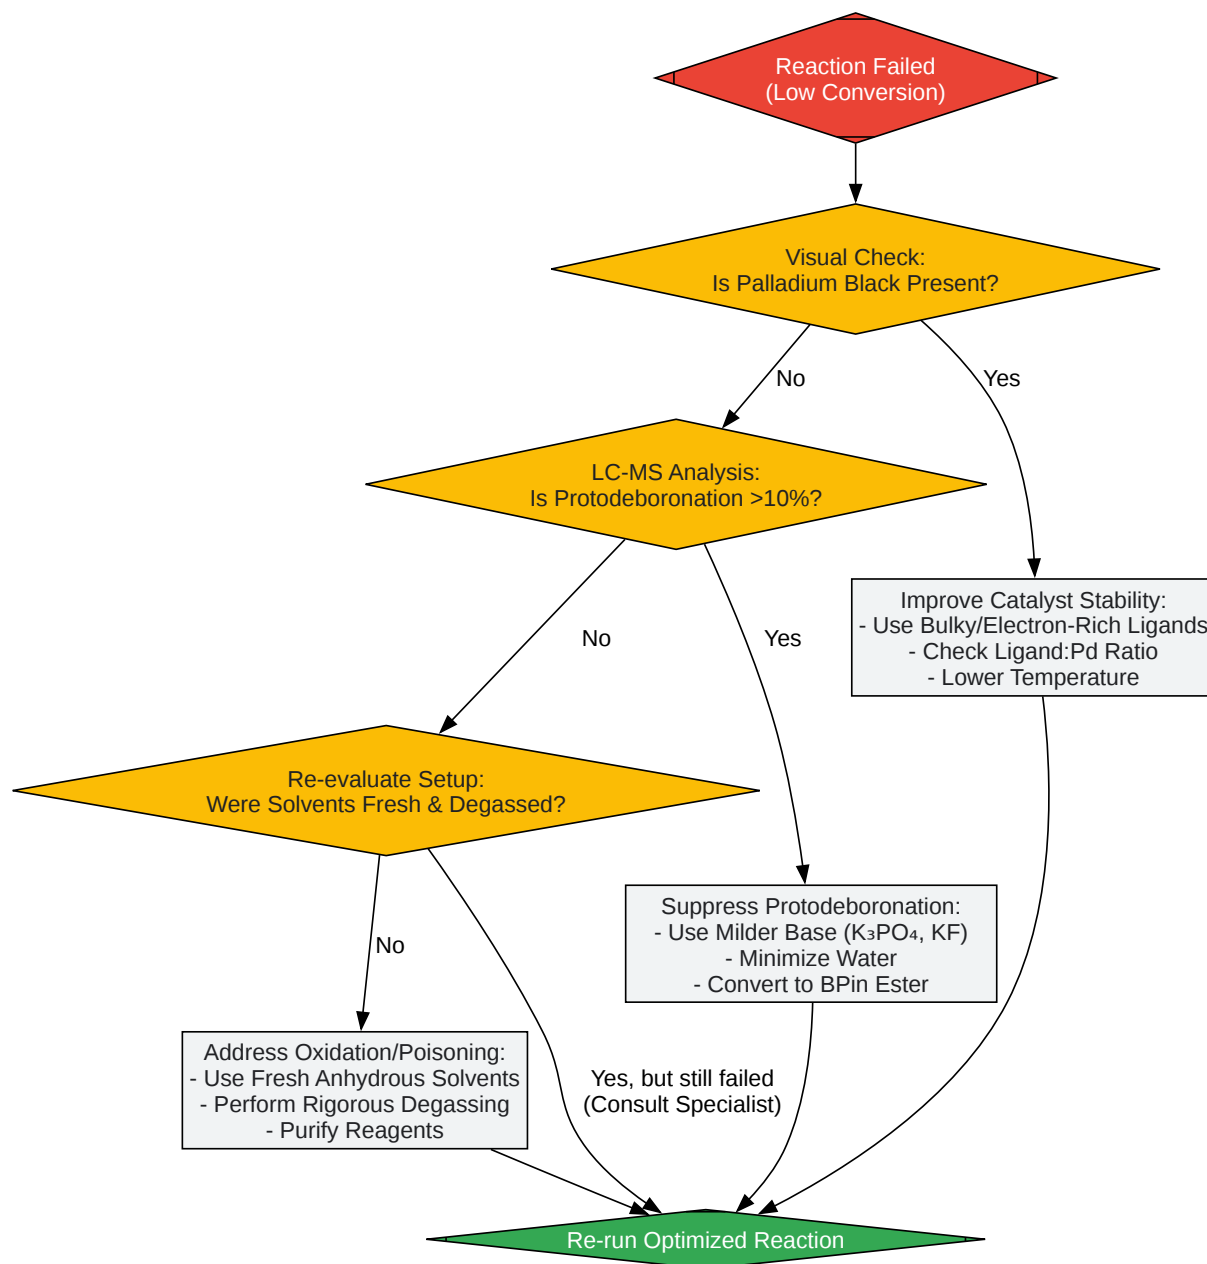 Reaction Failed
(Low Conversion)
Visual Check:
Is Palladium Black Present?
No
Yes
LC-MS Analysis:
Is Protodeboronation >10%?
No
Yes
Improve Catalyst Stability:
- Use Bulky/Electron-Rich Ligands
- Check Ligand:Pd Ratio
- Lower Temperature
Re-evaluate Setup:
Were Solvents Fresh & Degassed?
No
Suppress Protodeboronation:
- Use Milder Base (K₃PO₄, KF)
- Minimize Water
- Convert to BPin Ester
Address Oxidation/Poisoning:
- Use Fresh Anhydrous Solvents
- Perform Rigorous Degassing
- Purify Reagents
Yes, but still failed
(Consult Specialist)
Re-run Optimized Reaction